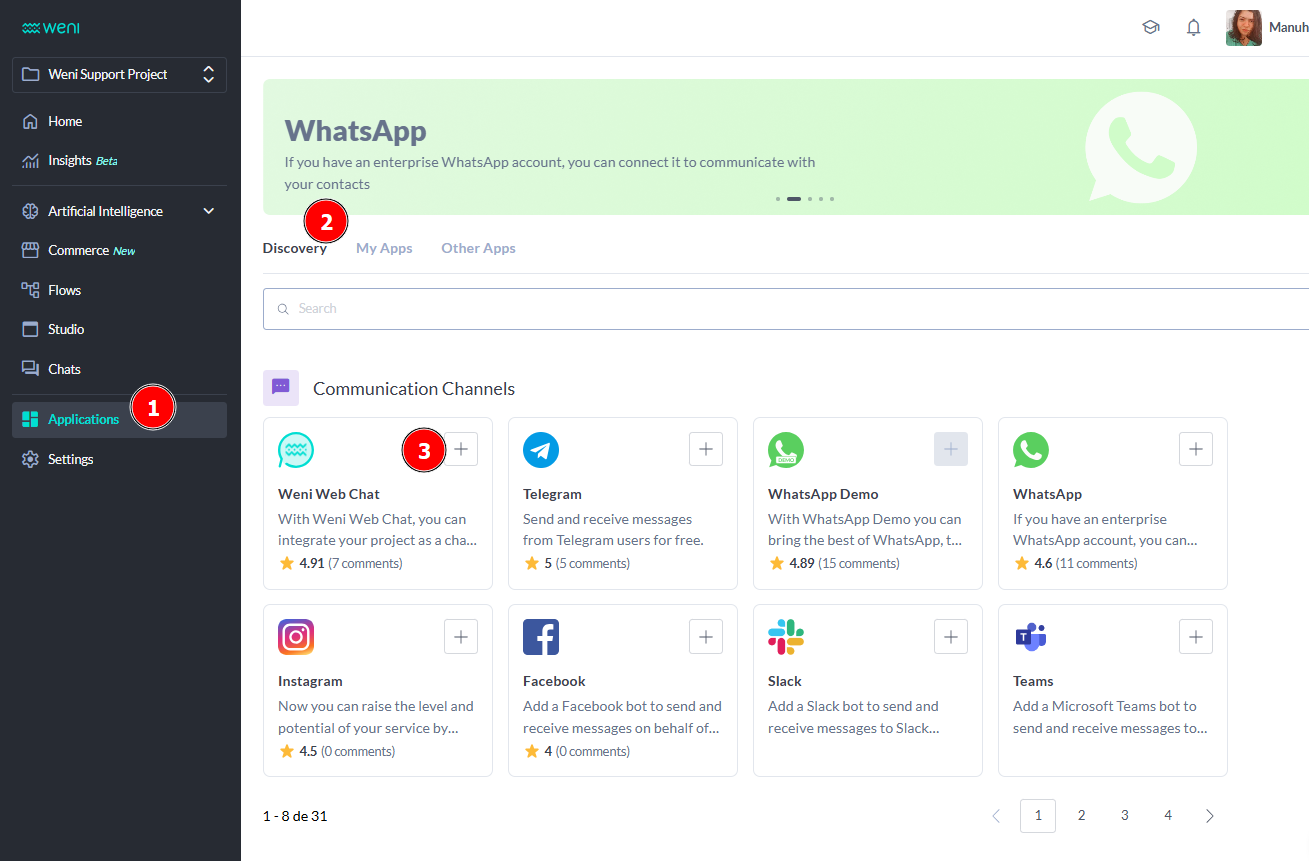 weni
Weni Support Project
Home
Insights Beta
Artificial Intelligence
Commerce New
Flows
Studio
Chats
Applications
1
Settings
Manuh
WhatsApp
If you have an enterprise WhatsApp account, you can connect it to communicate with
your contacts
2
Discovery
My Apps
Other Apps
Search
Communication Channels
3
Weni Web Chat
With Weni Web Chat, you can
integrate your project as a cha...
4.91 (7 comments)
Telegram
Send and receive messages
from Telegram users for free.
5 (5 comments)
DEMO
WhatsApp Demo
With WhatsApp Demo you can
bring the best of WhatsApp, t...
4.89 (15 comments)
WhatsApp
If you have an enterprise
WhatsApp account, you can...
4.6 (11 comments)
Instagram
Now you can raise the level and
potential of your service by...
4.5 (0 comments)
Facebook
Add a Facebook bot to send and
receive messages on behalf of...
4 (0 comments)
Slack
Add a Slack bot to send and
receive messages to Slack...
T
Teams
Add a Microsoft Teams bot to
send and receive messages to...
1 - 8 de 31
1
2
3
4